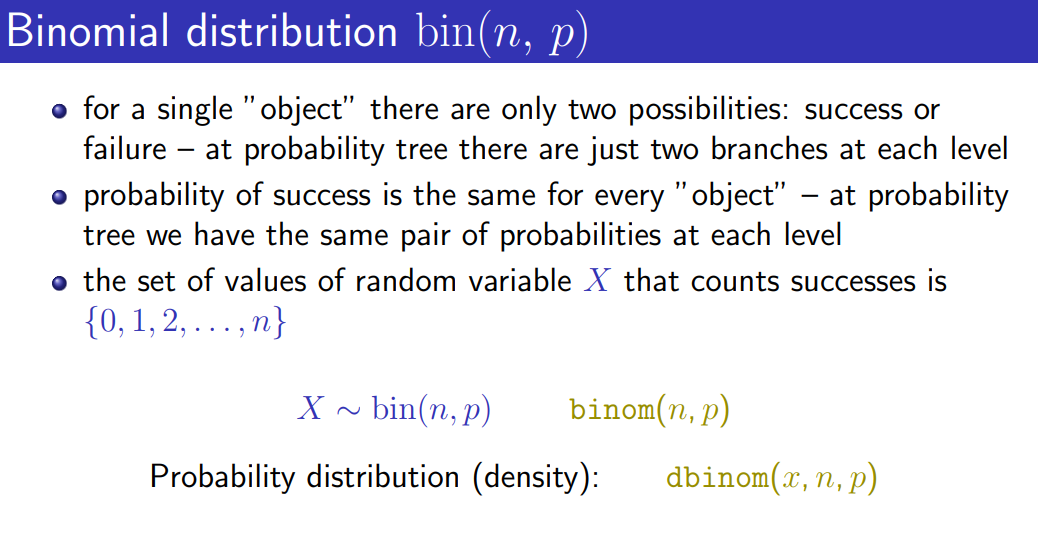 Binomial distribution bin(n, p)
for a single ”object” there are only two possibilities: success or
failure – at probability tree there are just two branches at each level
probability of success is the same for every ”object” – at probability
tree we have the same pair of probabilities at each level
the set of values of random variable X that counts successes is
{0, 1, 2, . . . , n}
X ∼ bin(n, p) binom(n, p)
Probability distribution (density): dbinom(x, n, p)